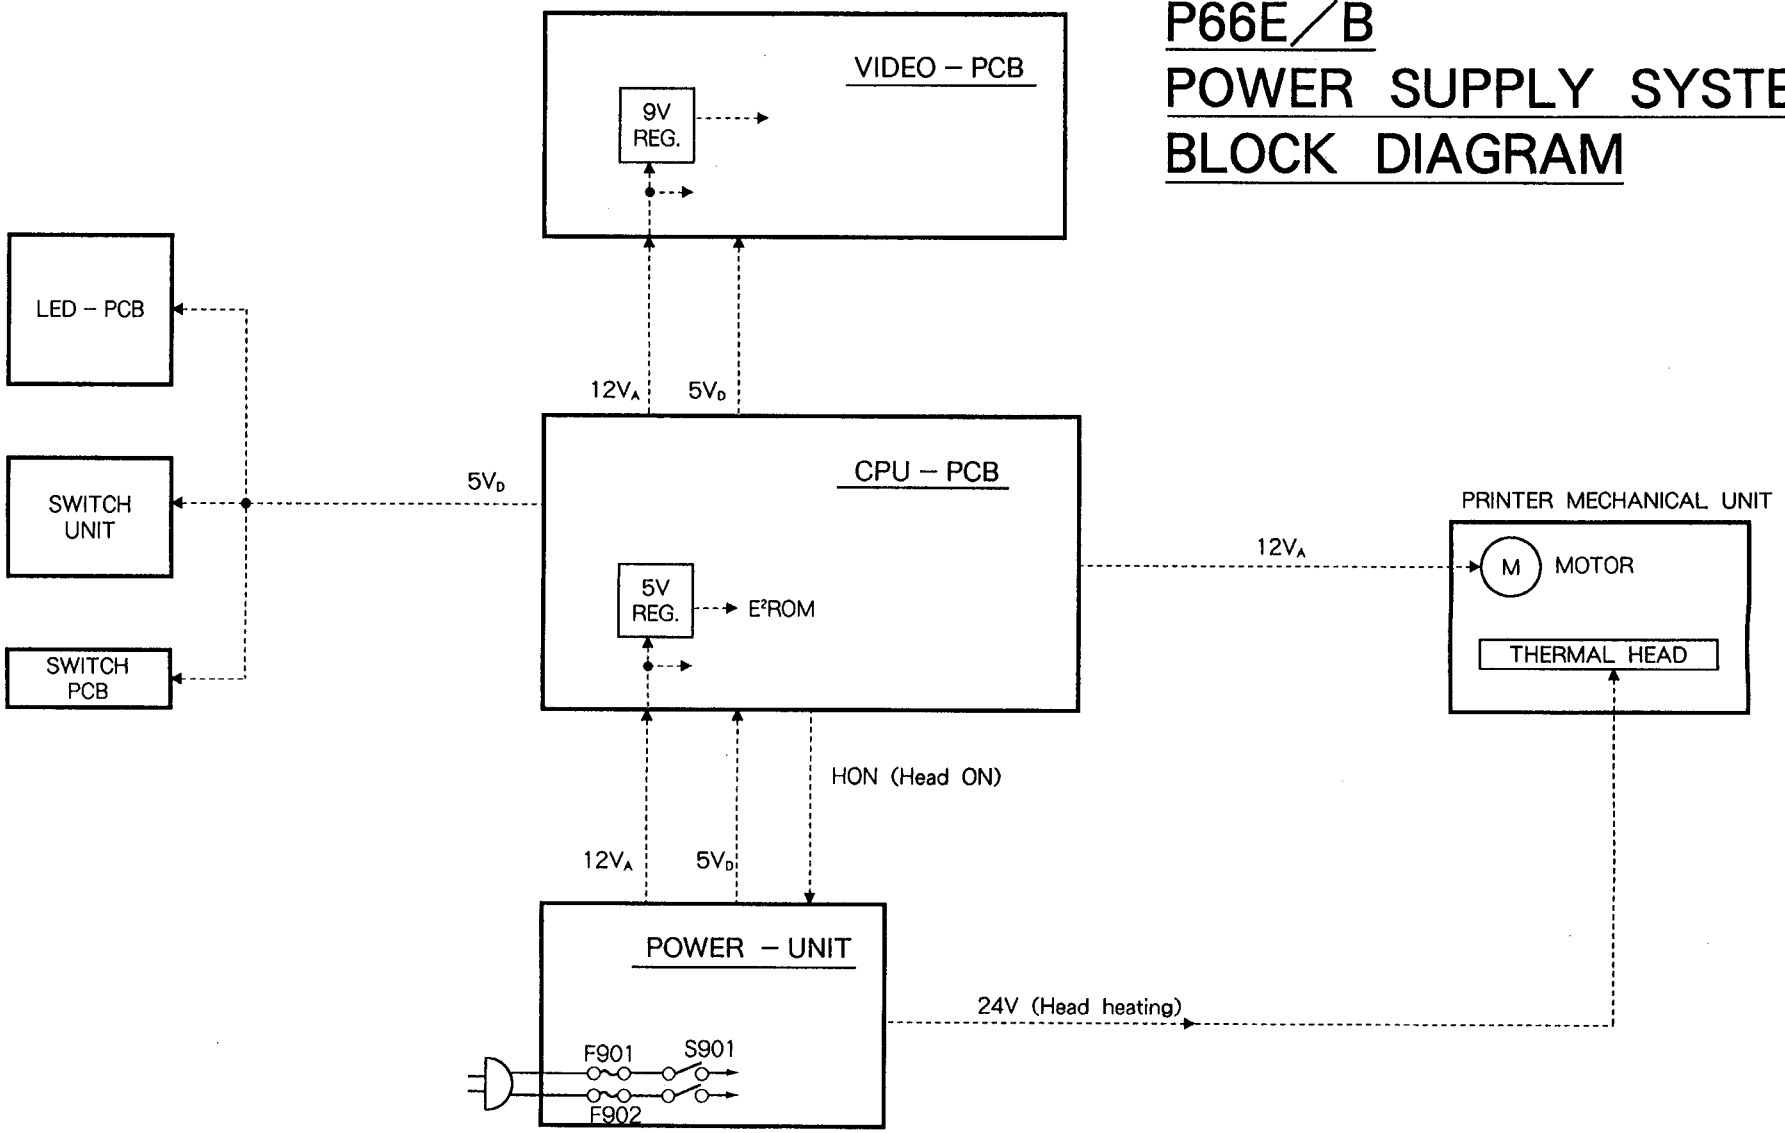 P66E/B
POWER SUPPLY SYSTE
BLOCK DIAGRAM
VIDEO – PCB
9V
REG.
LED – PCB
12VA
5VD
CPU – PCB
5VD
SWITCH
UNIT
PRINTER MECHANICAL UNIT
12VA
M
MOTOR
5V
REG.
E²ROM
THERMAL HEAD
SWITCH
PCB
HON (Head ON)
12VA
5VD
POWER – UNIT
24V (Head heating)
F901
S901
F902